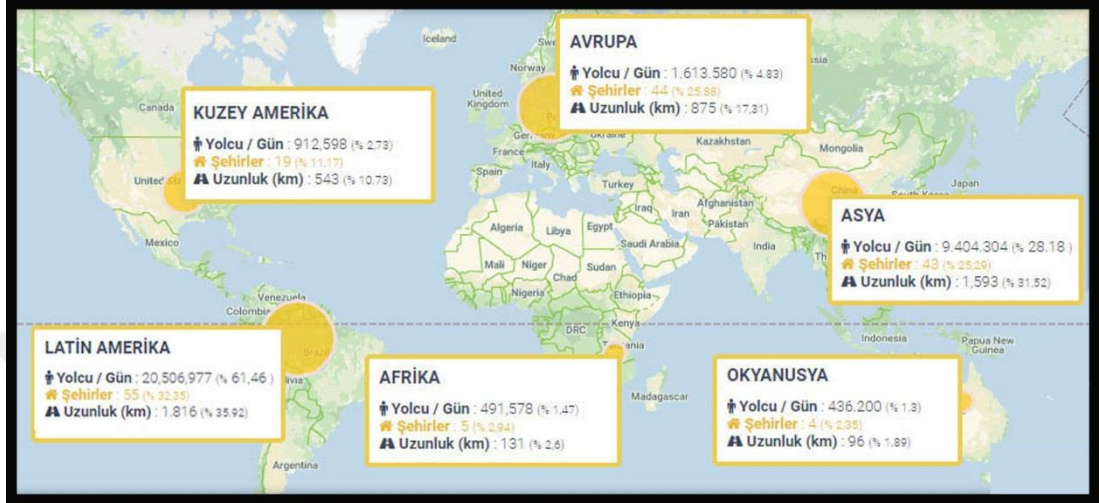 Iceland
Norway
United
Kingdom
France
Spain
Italy
Ukraine
Turkey
Kazakhstan
Mongolia
China
Japan
Afghanistan
Pakistan
Iraq
Iran
India
Saudi Arabia
Egypt
Libya
Algeria
Mali
Niger
Chad
Sudan
Nigeria
Ethiopia
Kenya
DRC
Madagascar
Indonesia
Papua New
Guinea
Canada
United
Mexico
Venezuela
Colombia
Brazil
Argentina
AVRUPA
Yolcu / Gün : 1.613.580 (% 4.83)
Şehirler : 44 (% 25.88)
Uzunluk (km) : 875 (% 17,31)
KUZEY AMERİKA
Yolcu / Gün : 912,598 (% 2,73)
Şehirler : 19 (% 11,17)
Uzunluk (km) : 543 (% 10.73)
ASYA
Yolcu / Gün : 9.404.304 (% 28.18 )
Şehirler : 43 (% 25,29)
Uzunluk (km) : 1,593 (% 31,52)
LATİN AMERİKA
Yolcu / Gün : 20,506,977 (% 61,46 )
Şehirler : 55 (% 32,35)
Uzunluk (km) : 1.816 (% 35.92)
AFRİKA
Yolcu / Gün : 491,578 (% 1,47)
Şehirler : 5 (% 2,94)
Uzunluk (km) : 131 (% 2.6)
OKYANUSYA
Yolcu / Gün : 436.200 (% 1.3)
Şehirler : 4 (% 2,35)
Uzunluk (km) : 96 (% 1.89)